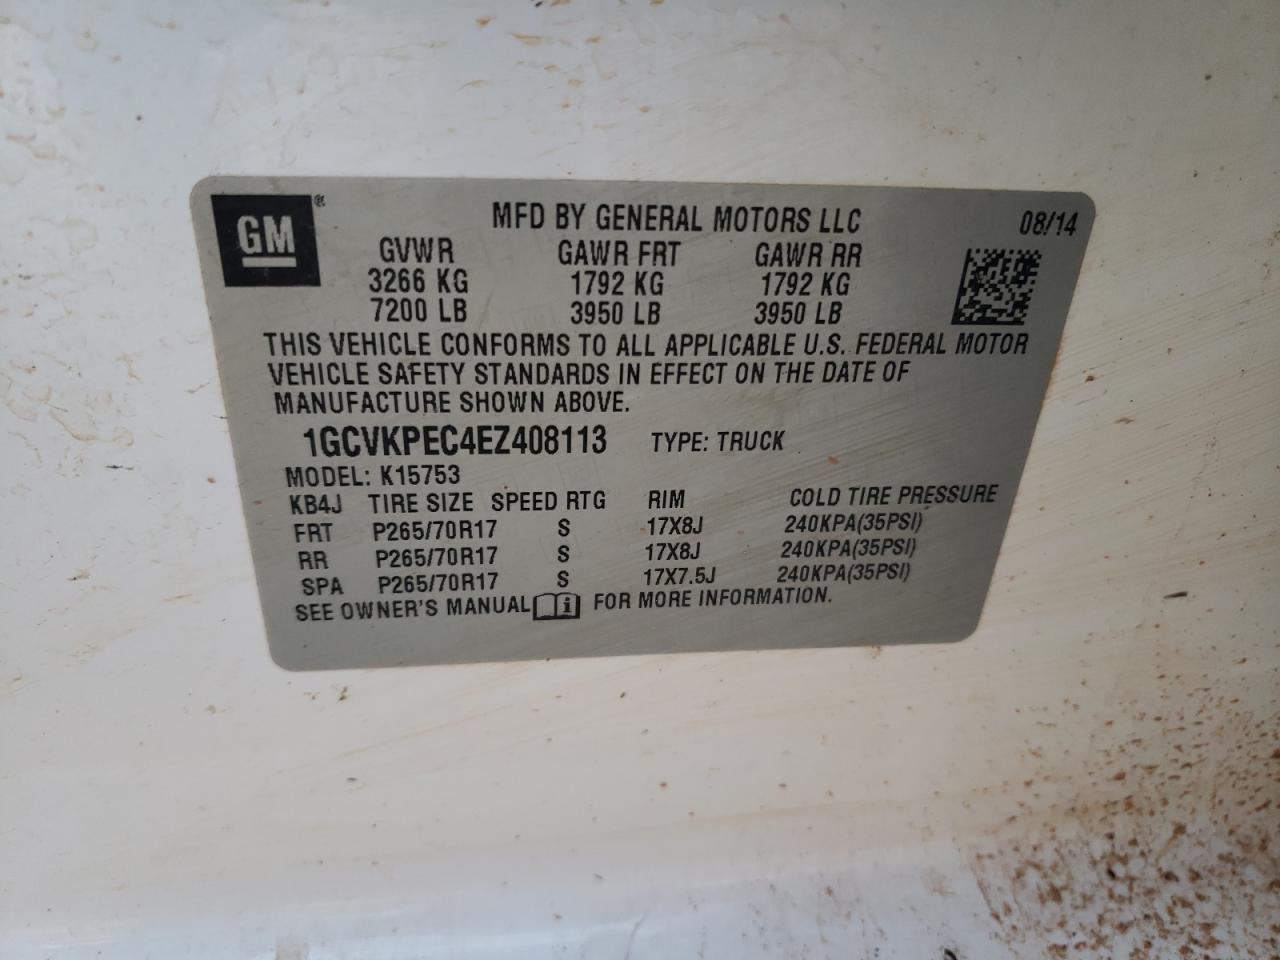 GM®
MFD BY GENERAL MOTORS LLC 08/14
GVWR GAWR FRT GAWR RR
3266 KG 1792 KG 1792 KG
7200 LB 3950 LB 3950 LB
THIS VEHICLE CONFORMS TO ALL APPLICABLE U.S. FEDERAL MOTOR
VEHICLE SAFETY STANDARDS IN EFFECT ON THE DATE OF
MANUFACTURE SHOWN ABOVE.
1GCVKPEC4EZ408113 TYPE: TRUCK
MODEL: K15753
KB4J TIRE SIZE SPEED RTG RIM COLD TIRE PRESSURE
FRT P265/70R17 S 17X8J 240KPA(35PSI)
RR P265/70R17 S 17X8J 240KPA(35PSI)
SPA P265/70R17 S 17X7.5J 240KPA(35PSI)
SEE OWNER'S MANUAL FOR MORE INFORMATION.